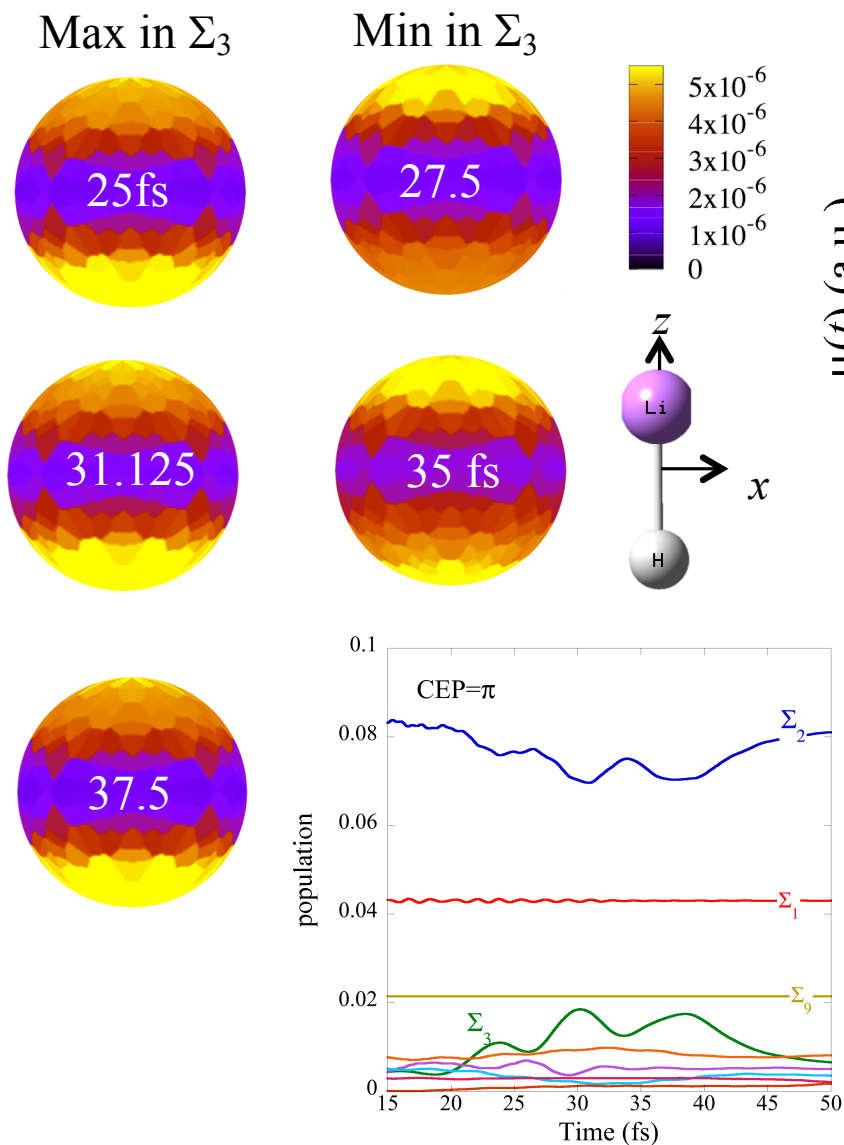 Max in Σ₃
Min in Σ₃
25fs
27.5
5x10⁻⁶
4x10⁻⁶
3x10⁻⁶
2x10⁻⁶
1x10⁻⁶
0
31.125
35 fs
z
Li
x
H
37.5
CEP=π
Σ₂
Σ₁
Σ₉
Σ₃
population
0.1
0.08
0.06
0.04
0.02
0
15 20 25 30 35 40 45 50
Time (fs)